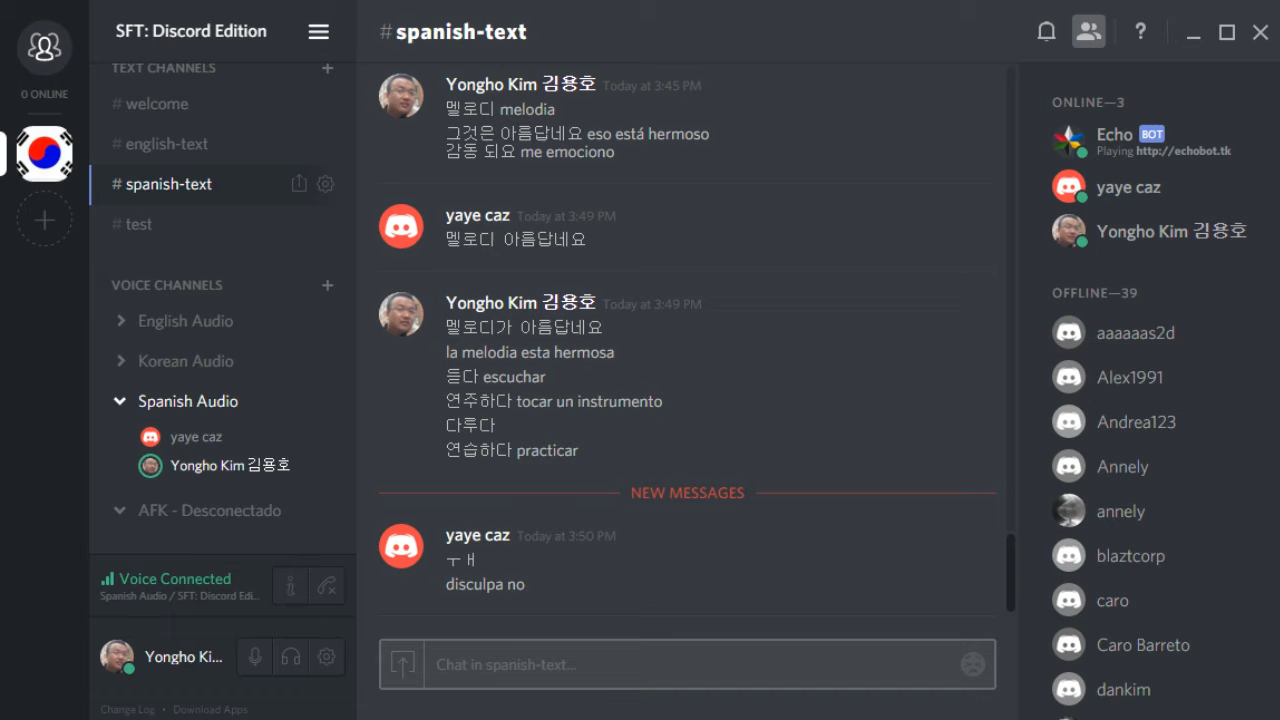 0 ONLINE
SFT: Discord Edition
TEXT CHANNELS
# welcome
# english-text
# spanish-text
# test
VOICE CHANNELS
English Audio
Korean Audio
Spanish Audio
yaye caz
Yongho Kim 김용호
AFK - Desconectado
Voice Connected
Spanish Audio / SFT: Discord Edi...
Yongho Ki...
Change Log • Download Apps
#spanish-text
Yongho Kim 김용호 Today at 3:45 PM
멜로디 melodia
그것은 아름답네요 eso está hermoso
감동 되요 me emociono
yaye caz Today at 3:49 PM
멜로디 아름답네요
Yongho Kim 김용호 Today at 3:49 PM
멜로디가 아름답네요
la melodia esta hermosa
듣다 escuchar
연주하다 tocar un instrumento
다루다
연습하다 practicar
NEW MESSAGES
yaye caz Today at 3:50 PM
ㅜㅐ
disculpa no
Chat in spanish-text...
ONLINE—3
Echo BOT
Playing http://echobot.tk
yaye caz
Yongho Kim 김용호
OFFLINE—39
aaaaaas2d
Alex1991
Andrea123
Annely
annely
blaztcorp
caro
Caro Barreto
dankim